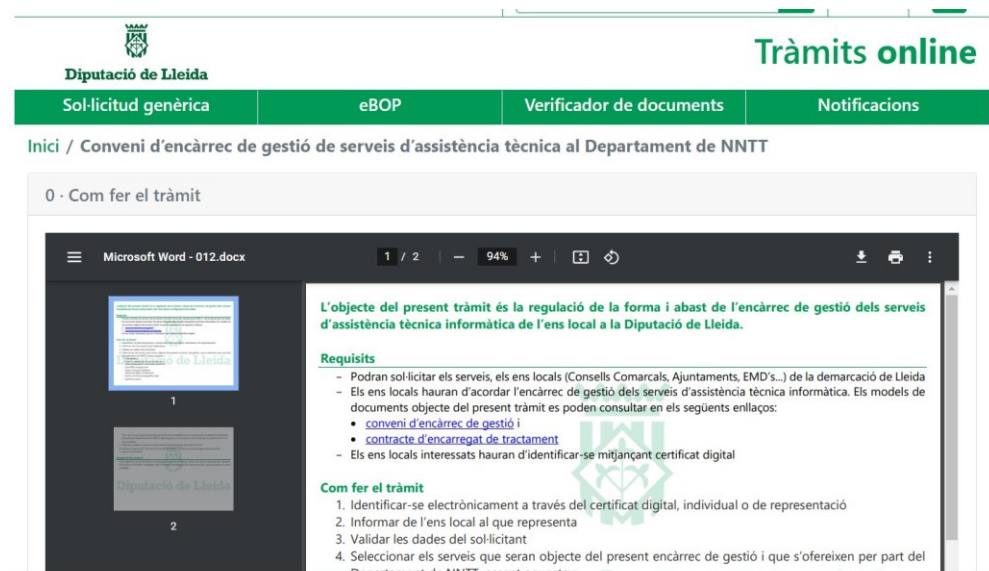 Diputació de Lleida
Tràmits online
Sol·licitud genèrica
eBOP
Verificador de documents
Notificacions
Inici / Conveni d'encàrrec de gestió de serveis d'assistència tècnica al Departament de NNTT
0 · Com fer el tràmit
Microsoft Word - 012.docx
1 / 2
94%
1
2
L'objecte del present tràmit és la regulació de la forma i abast de l'encàrrec de gestió dels serveis
d'assistència tècnica informàtica de l'ens local a la Diputació de Lleida.
Requisits
– Podran sol·licitar els serveis, els ens locals (Consells Comarcals, Ajuntaments, EMD's...) de la demarcació de Lleida
– Els ens locals hauran d'acordar l'encàrrec de gestió dels serveis d'assistència tècnica informàtica. Els models de
documents objecte del present tràmit es poden consultar en els següents enllaços:
• conveni d'encàrrec de gestió i
• contracte d'encarregat de tractament
– Els ens locals interessats hauran d'identificar-se mitjançant certificat digital
Com fer el tràmit
1. Identificar-se electrònicament a través del certificat digital, individual o de representació
2. Informar de l'ens local al que representa
3. Validar les dades del sol·licitant
4. Seleccionar els serveis que seran objecte del present encàrrec de gestió i que s'ofereixen per part del